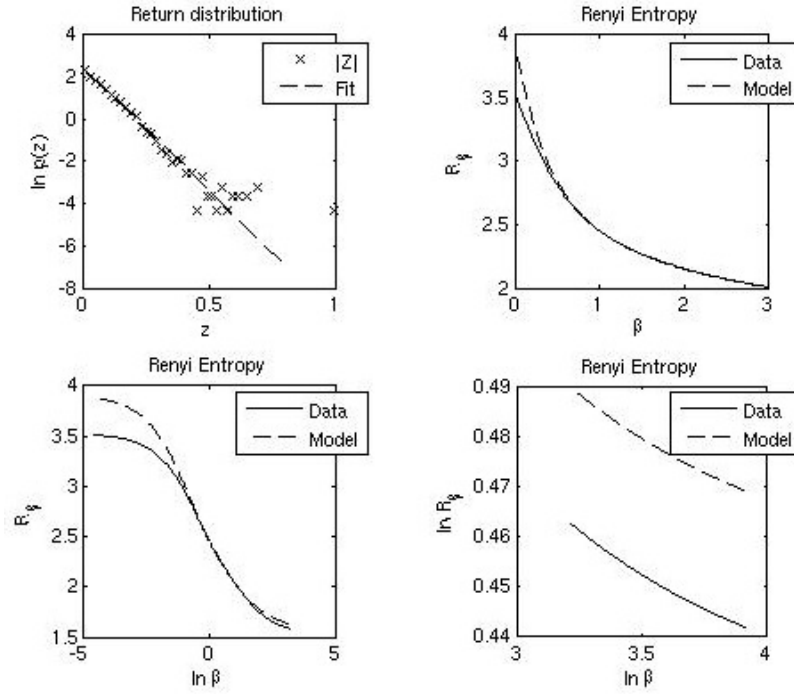 Return distribution
4
2
0
-2
-4
-6
-8
0
0.5
1
ln φ(z)
z
|Z|
Fit
Renyi Entropy
4
3.5
3
2.5
2
0
1
2
3
R_β
β
Data
Model
Renyi Entropy
4
3.5
3
2.5
2
1.5
-5
0
5
R_β
ln β
Data
Model
Renyi Entropy
0.49
0.48
0.47
0.46
0.45
0.44
3
3.5
4
ln R_β
ln β
Data
Model